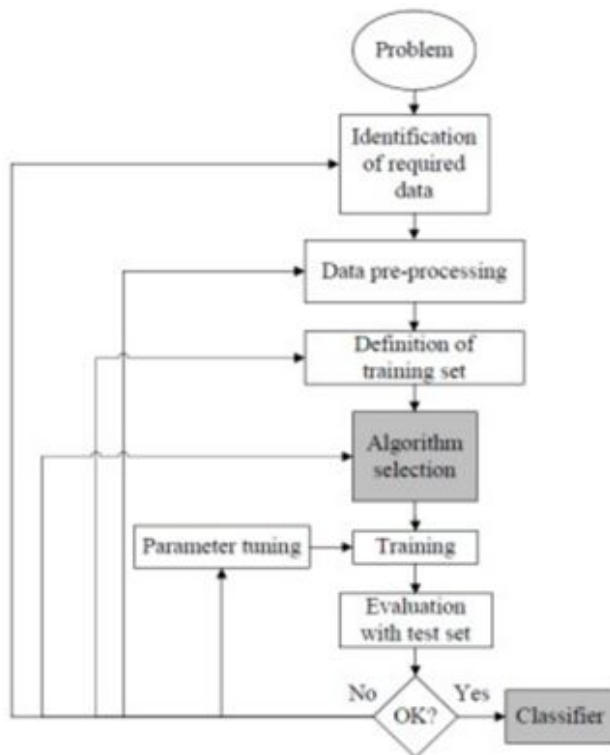 Problem
Identification
of required
data
Data pre-processing
Definition of
training set
Algorithm
selection
Parameter tuning
Training
Evaluation
with test set
No
OK?
Yes
Classifier